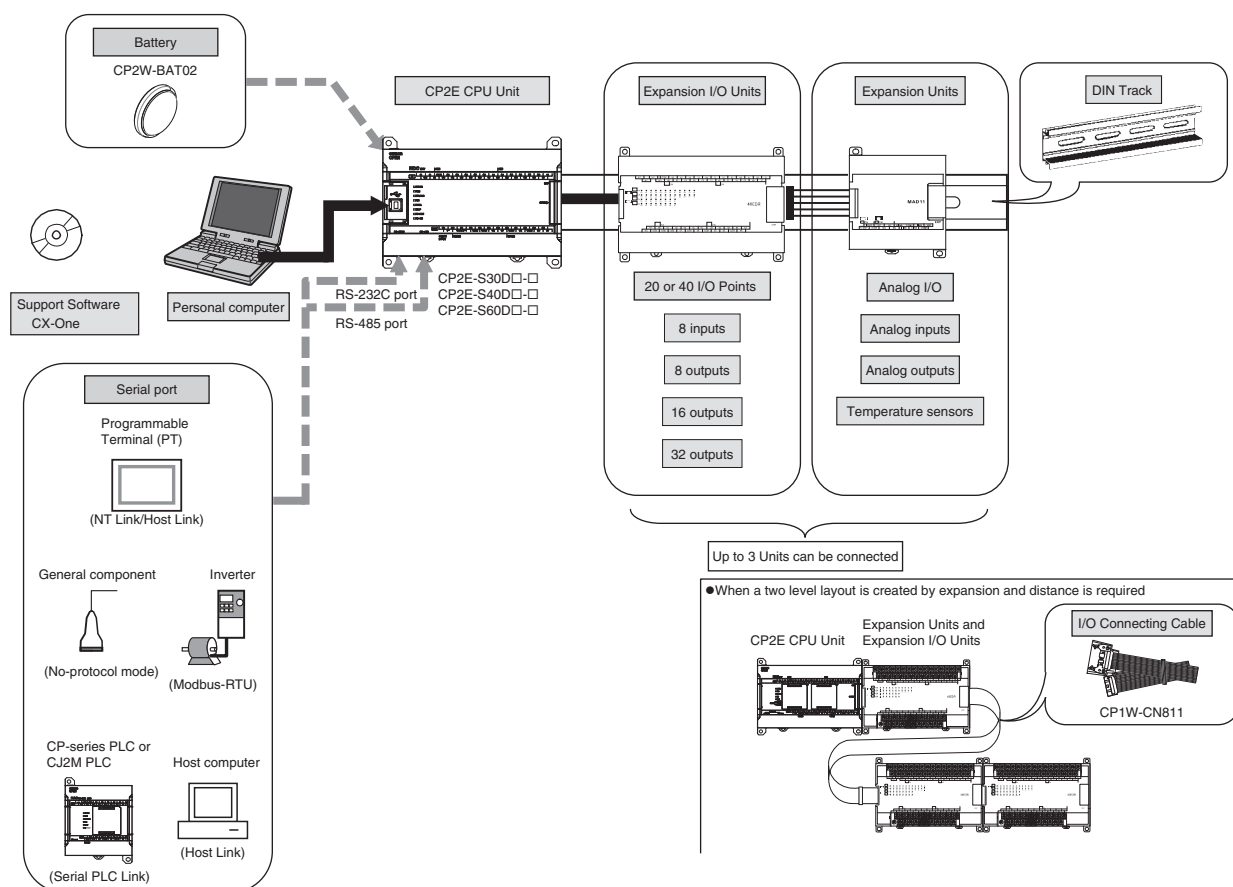 Battery
CP2W-BAT02
CP2E CPU Unit
Expansion I/O Units
Expansion Units
DIN Track
MAD11
Support Software
CX-One
Personal computer
RS-232C port
RS-485 port
CP2E-S30D□-□
CP2E-S40D□-□
CP2E-S60D□-□
20 or 40 I/O Points
8 inputs
8 outputs
16 outputs
32 outputs
Analog I/O
Analog inputs
Analog outputs
Temperature sensors
Serial port
Programmable
Terminal (PT)
(NT Link/Host Link)
General component
(No-protocol mode)
Inverter
(Modbus-RTU)
CP-series PLC or
CJ2M PLC
(Serial PLC Link)
Host computer
(Host Link)
Up to 3 Units can be connected
●When a two level layout is created by expansion and distance is required
CP2E CPU Unit
Expansion Units and
Expansion I/O Units
I/O Connecting Cable
CP1W-CN811